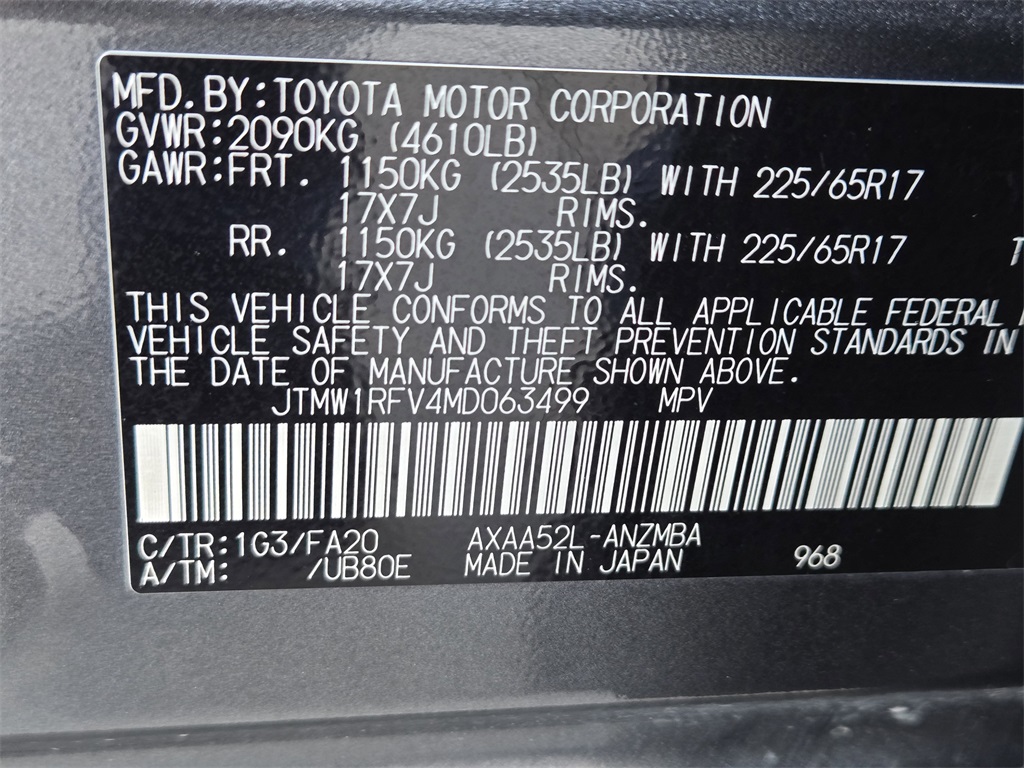 MFD.BY:TOYOTA MOTOR CORPORATION
GVWR:2090KG (4610LB)
GAWR:FRT. 1150KG (2535LB) WITH 225/65R17
17X7J RIMS.
RR. 1150KG (2535LB) WITH 225/65R17
17X7J RIMS.
THIS VEHICLE CONFORMS TO ALL APPLICABLE FEDERAL
VEHICLE SAFETY AND THEFT PREVENTION STANDARDS IN
THE DATE OF MANUFACTURE SHOWN ABOVE.
JTMW1RFV4MD063499 MPV
C/TR:1G3/FA20 AXAA52L-ANZMBA
A/TM: /UB80E MADE IN JAPAN 968